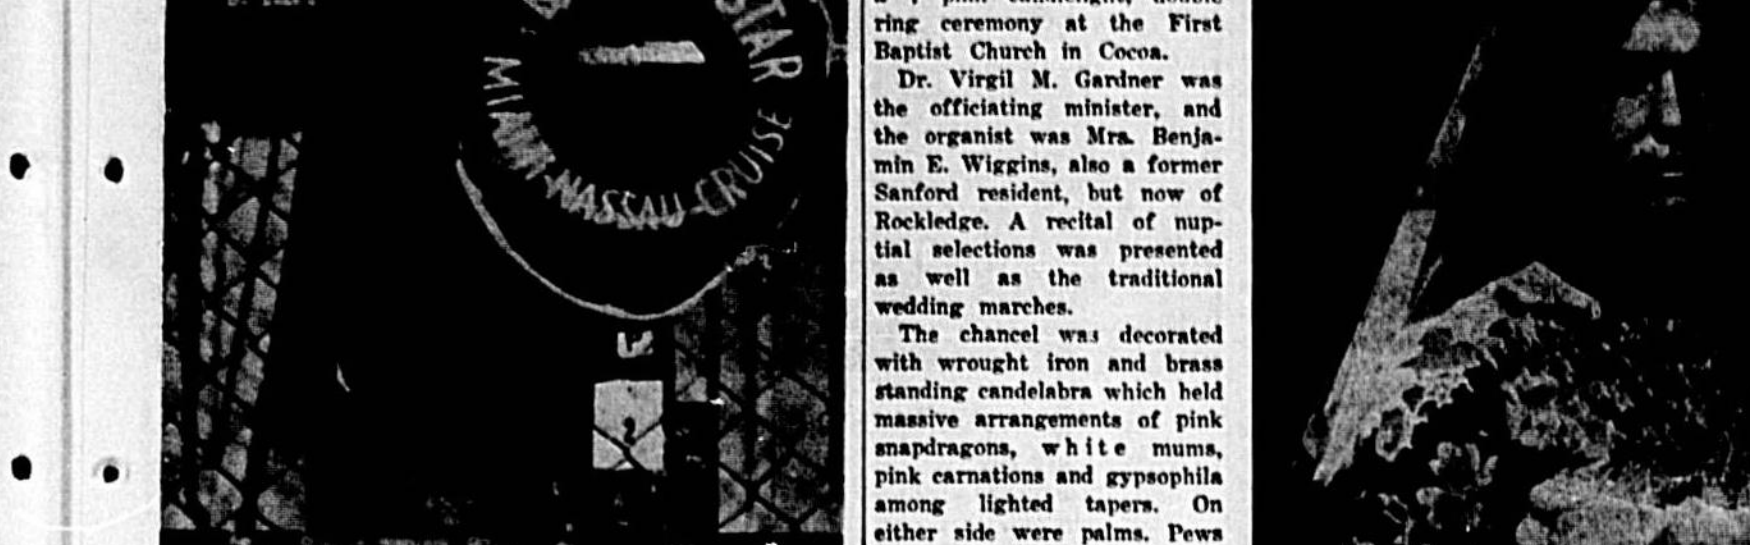 STAR
MIAMI-NASSAU-CRUISE
ring ceremony at the First
Baptist Church in Cocoa.
Dr. Virgil M. Gardner was
the officiating minister, and
the organist was Mrs. Benja-
min E. Wiggins, also a former
Sanford resident, but now of
Rockledge. A recital of nup-
tial selections was presented
as well as the traditional
wedding marches.
The chancel was decorated
with wrought iron and brass
standing candelabra which held
massive arrangements of pink
snapdragons, white mums,
pink carnations and gypsophila
among lighted tapers. On
either side were palms. Pews